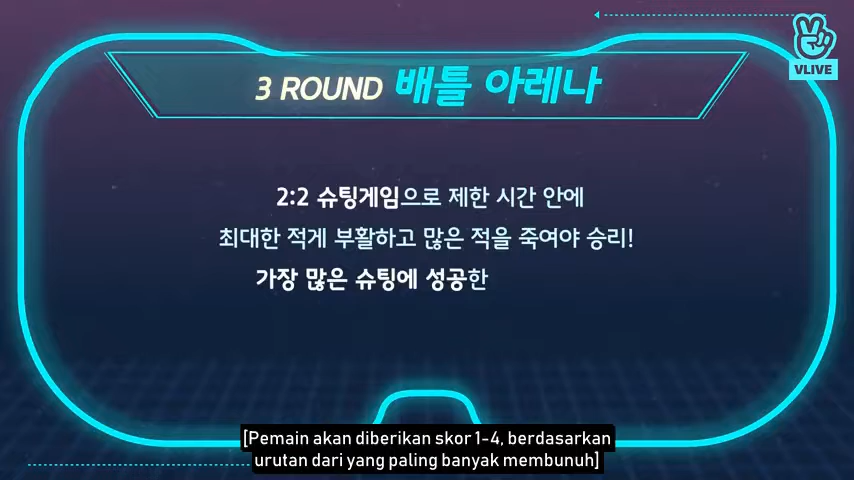 VLIVE
3 ROUND 배틀 아레나
2:2 슈팅게임으로 제한 시간 안에
최대한 적게 부활하고 많은 적을 죽여야 승리!
가장 많은 슈팅에 성공한
[Pemain akan diberikan skor 1-4, berdasarkan
urutan dari yang paling banyak membunuh]